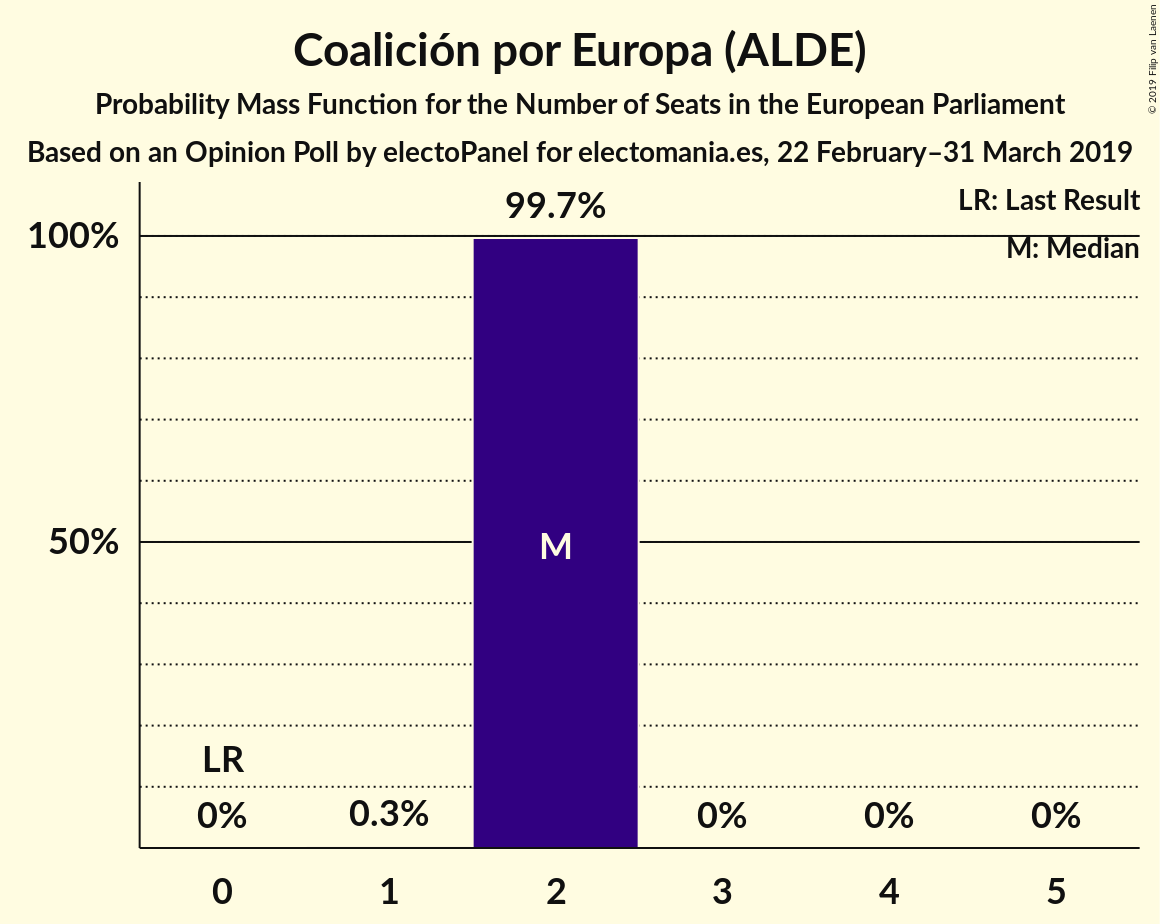 Coalición por Europa (ALDE)
Probability Mass Function for the Number of Seats in the European Parliament
Based on an Opinion Poll by electoPanel for electomania.es, 22 February–31 March 2019
© 2019 Filip van Laenen
LR: Last Result
M: Median
99.7%
100%
50%
M
LR
0%
0.3%
0%
0%
0%
0
1
2
3
4
5